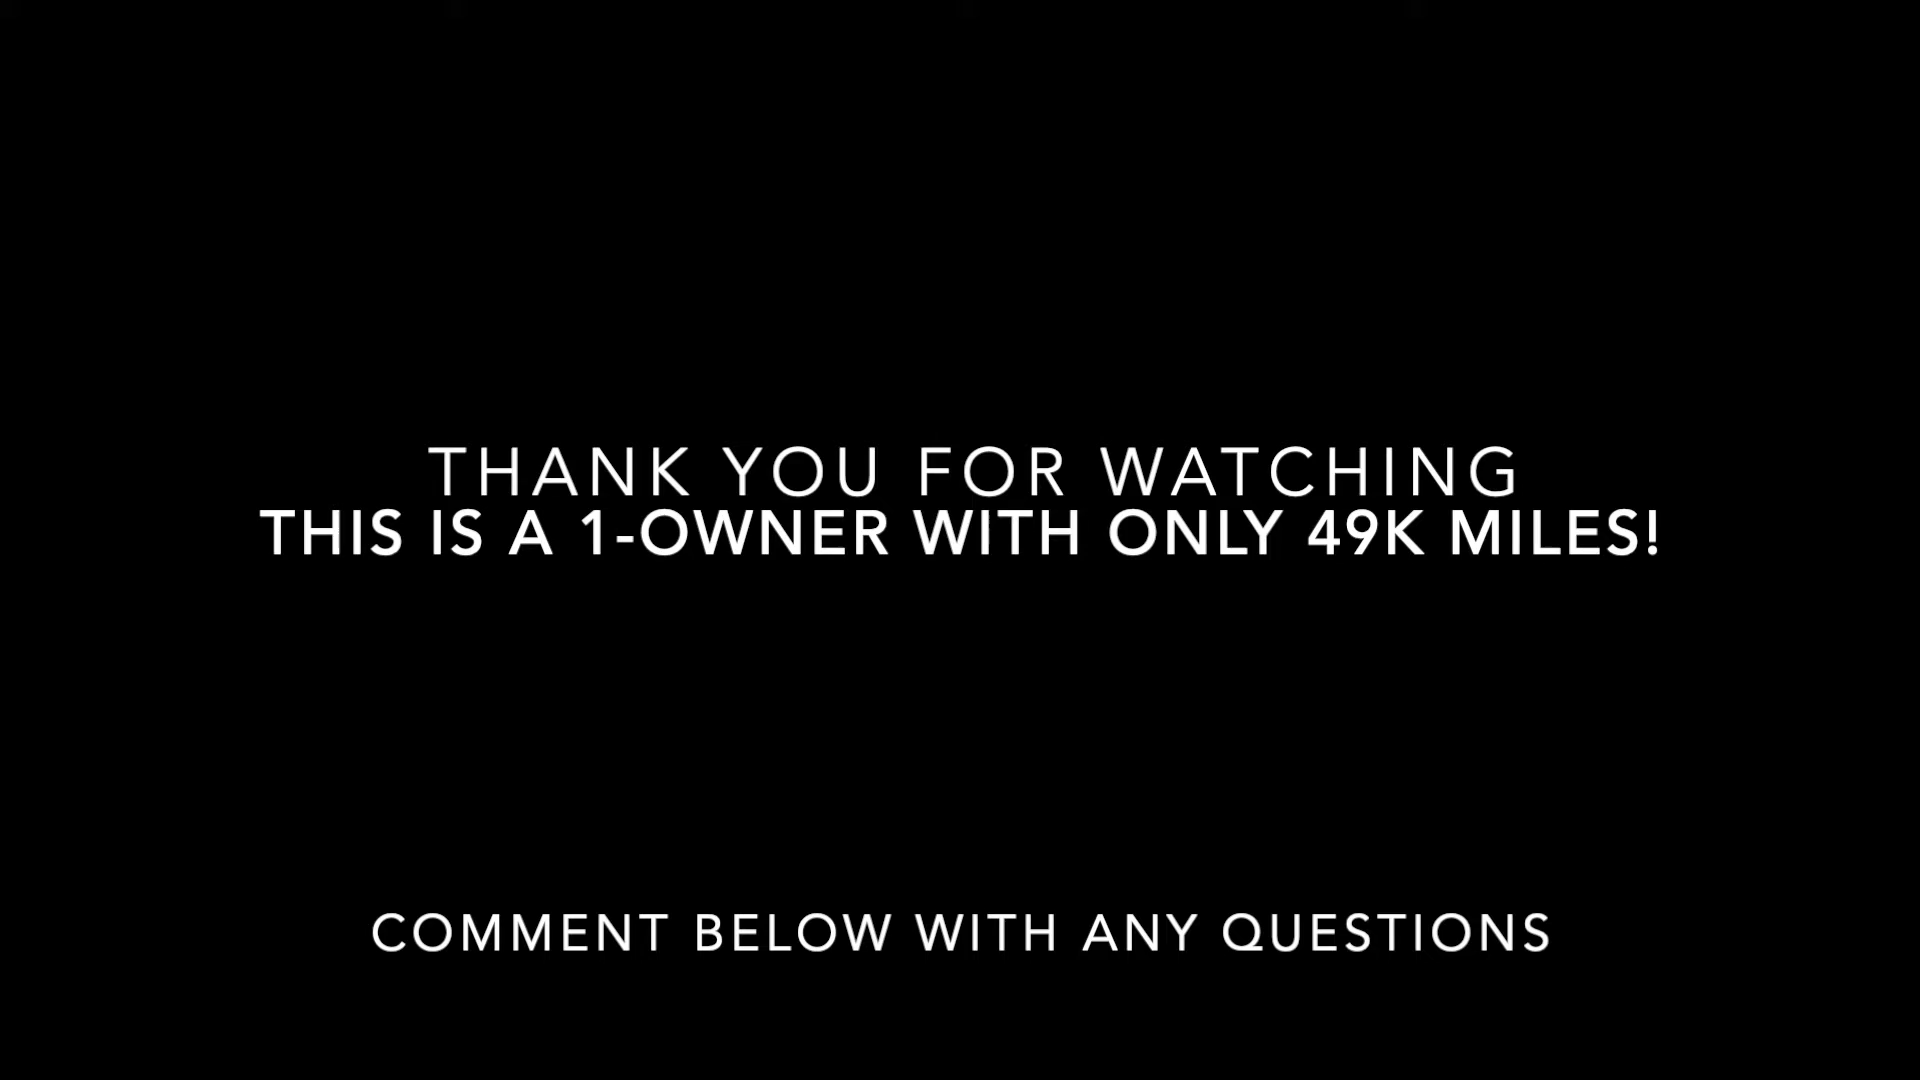 THANK YOU FOR WATCHING
THIS IS A 1-OWNER WITH ONLY 49K MILES!
COMMENT BELOW WITH ANY QUESTIONS